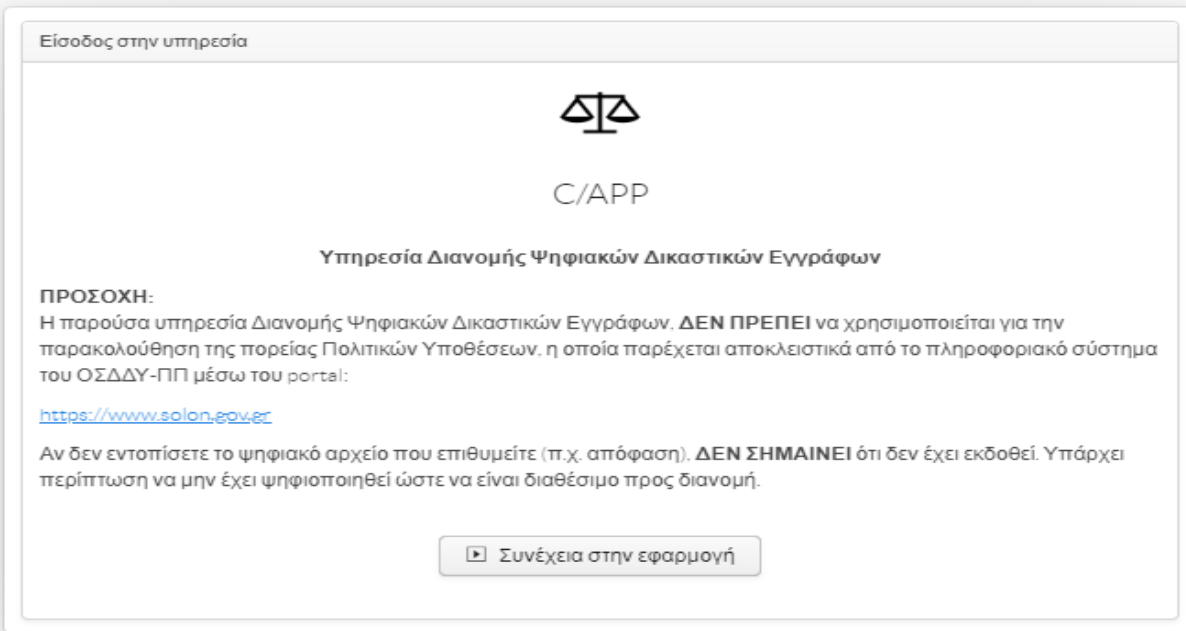 Είσοδος στην υπηρεσία
C/APP
Υπηρεσία Διανομής Ψηφιακών Δικαστικών Εγγράφων
ΠΡΟΣΟΧΗ:
Η παρούσα υπηρεσία Διανομής Ψηφιακών Δικαστικών Εγγράφων, ΔΕΝ ΠΡΕΠΕΙ να χρησιμοποιείται για την
παρακολούθηση της πορείας Πολιτικών Υποθέσεων, η οποία παρέχεται αποκλειστικά από το πληροφοριακό σύστημα
του ΟΣΔΔΥ-ΠΠ μέσω του portal:
https://www.solon.gov.gr
Αν δεν εντοπίσετε το ψηφιακό αρχείο που επιθυμείτε (π.χ. απόφαση), ΔΕΝ ΣΗΜΑΙΝΕΙ ότι δεν έχει εκδοθεί. Υπάρχει
περίπτωση να μην έχει ψηφιοποιηθεί ώστε να είναι διαθέσιμο προς διανομή.
Συνέχεια στην εφαρμογή